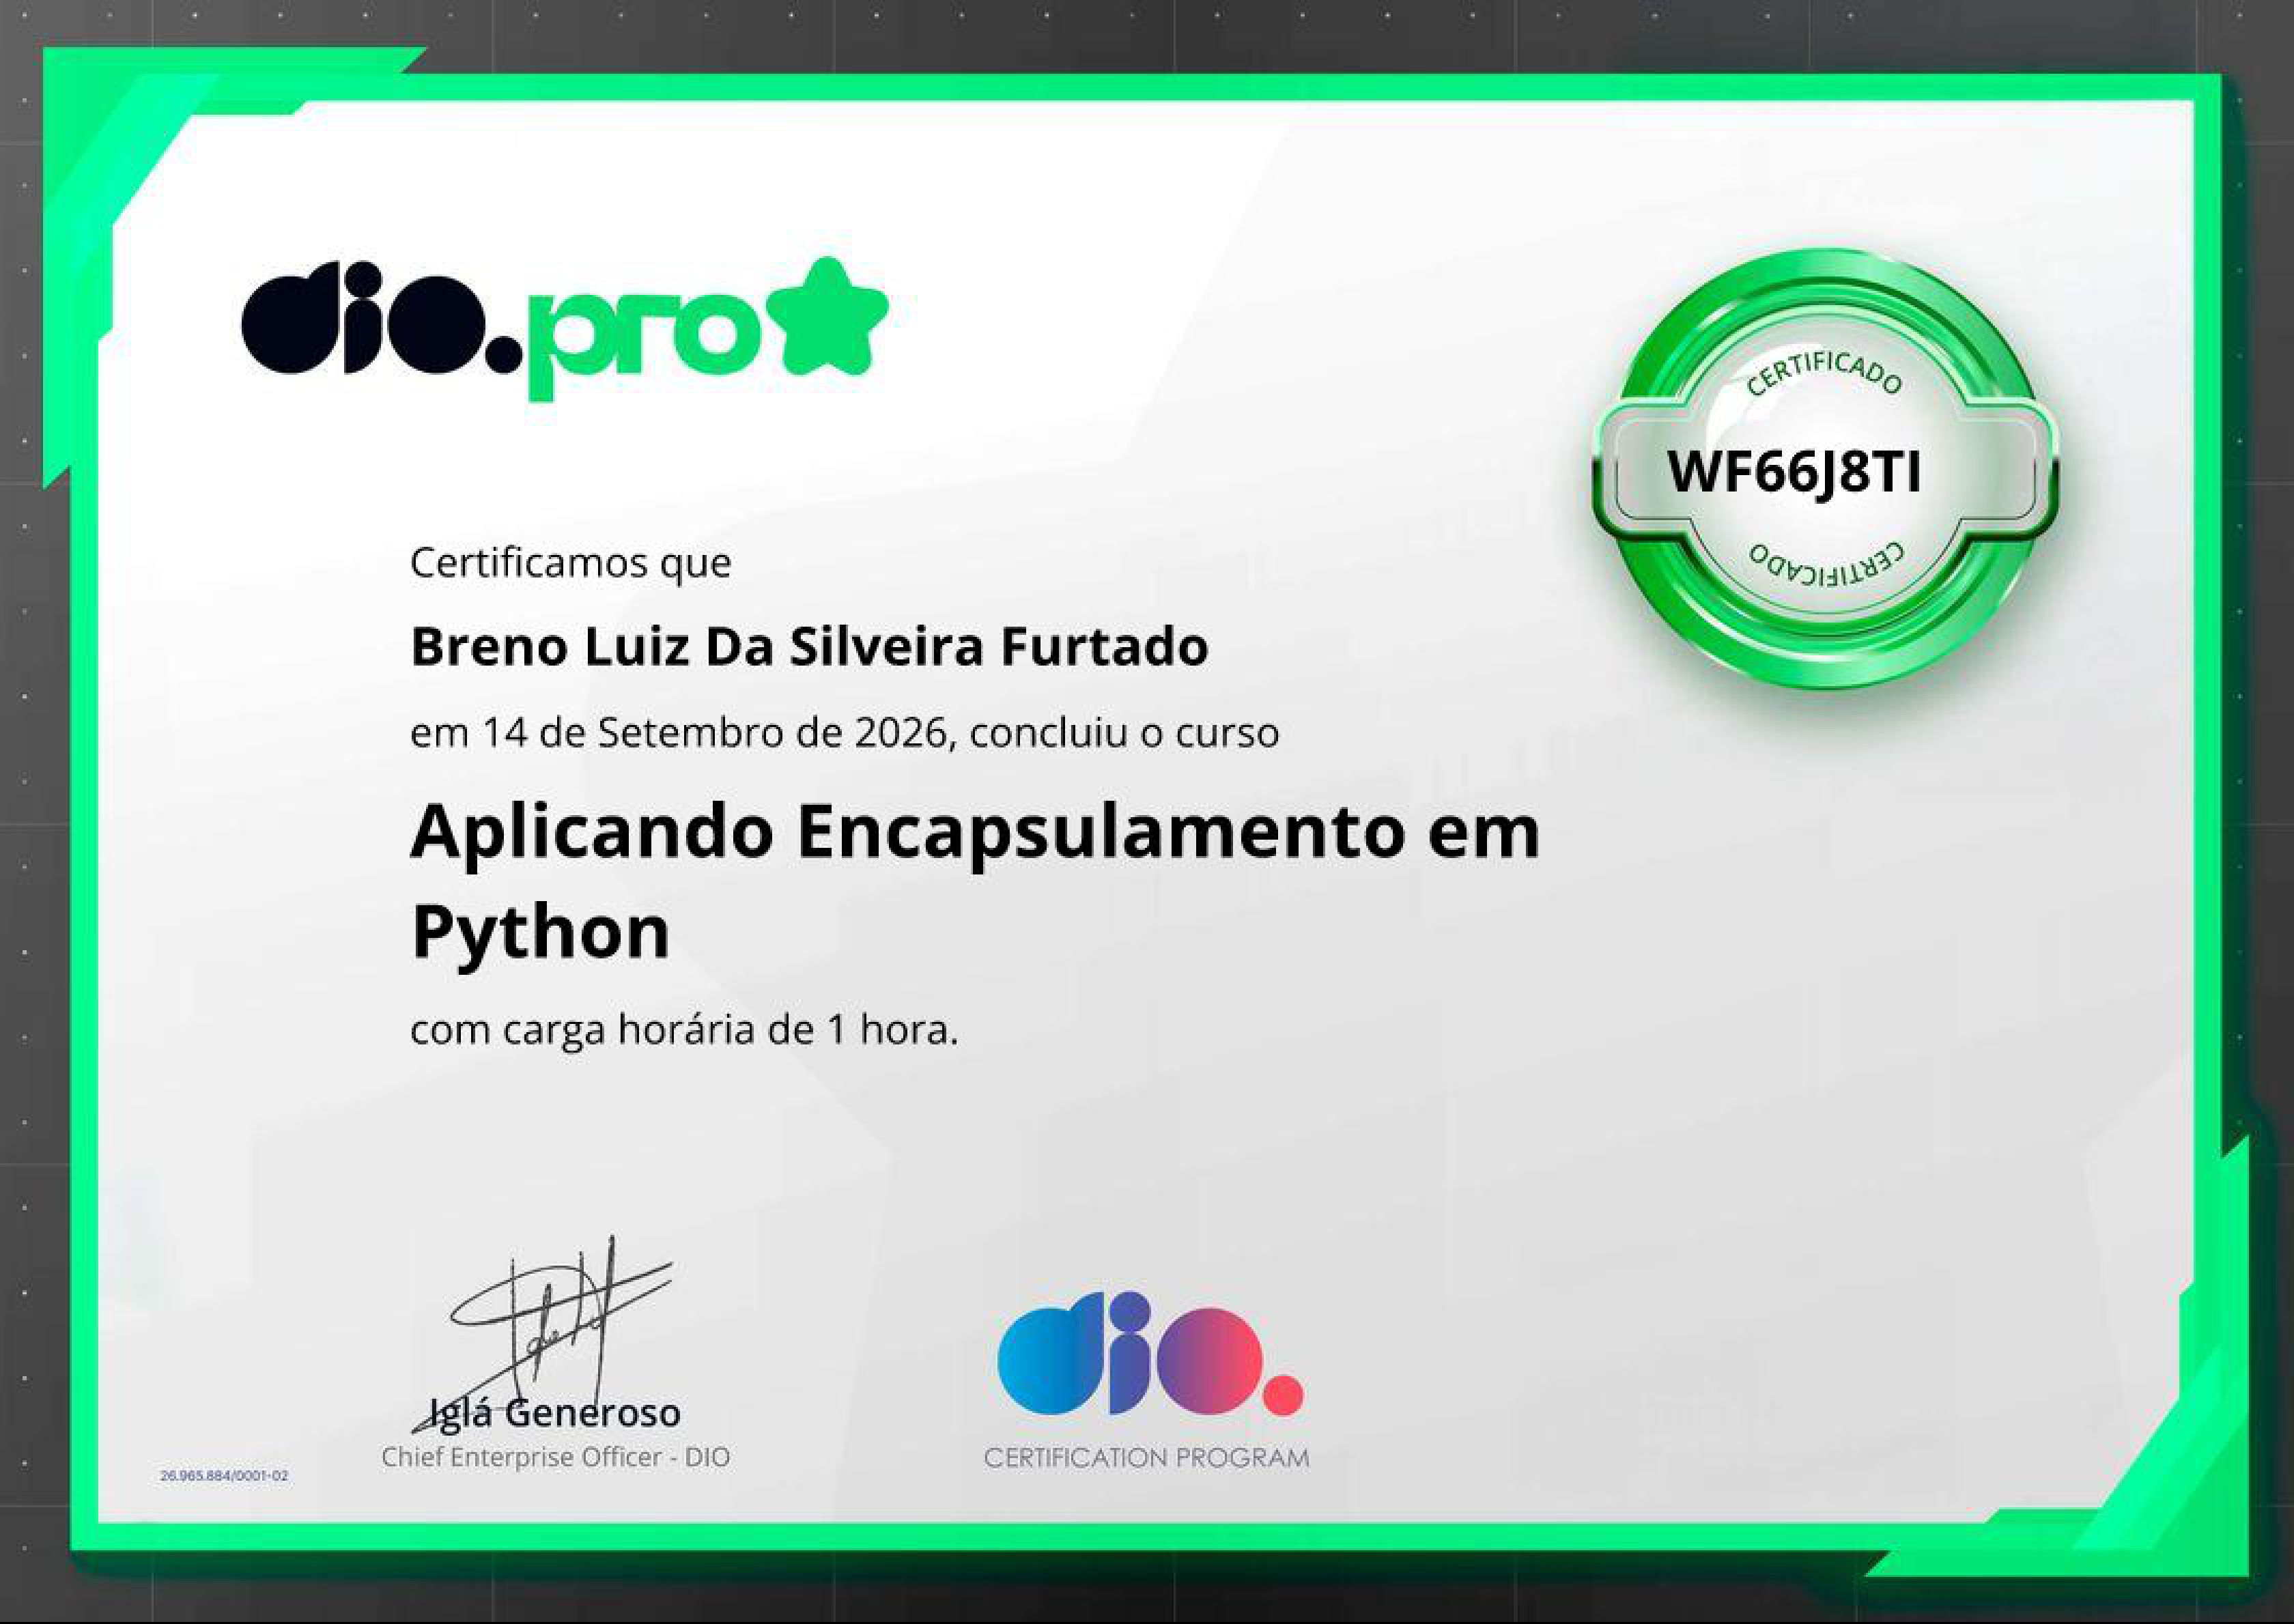 dio.pro
CERTIFICADO
WF66J8TI
CERTIFICADO
Certificamos que
Breno Luiz Da Silveira Furtado
em 14 de Setembro de 2026, concluiu o curso
Aplicando Encapsulamento em
Python
com carga horária de 1 hora.
Iglá Generoso
Chief Enterprise Officer - DIO
dio.
CERTIFICATION PROGRAM
26.965.884/0001-02